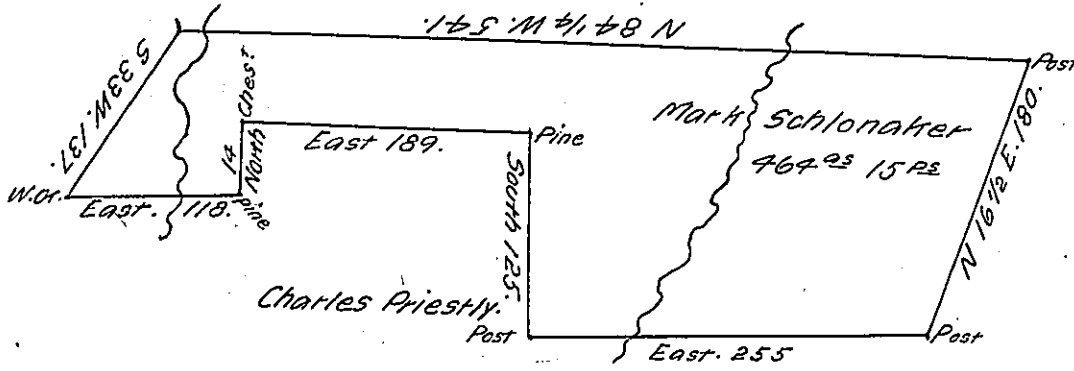 N 84 1/4 W. 541.
S 33 W. 137.
Post
Chest.
Mark Schlonaker
464 as 15 ps
East 189.
Pine
14
North
N 16 1/2 E. 180.
W.Or.
East. 118.
Pine
South 125.
Charles Priestly.
Post
Post
East. 255